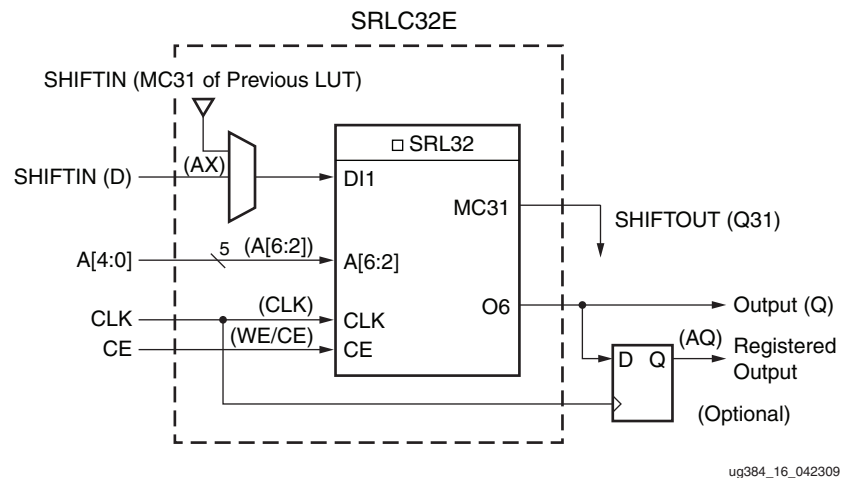 SRLC32E
SHIFTIN (MC31 of Previous LUT)
□ SRL32
SHIFTIN (D)
(AX)
DI1
MC31
SHIFTOUT (Q31)
A[4:0]
5
(A[6:2])
A[6:2]
CLK
(CLK)
CLK
O6
Output (Q)
CE
(WE/CE)
CE
(AQ)
D Q
Registered
Output
(Optional)
ug384_16_042309